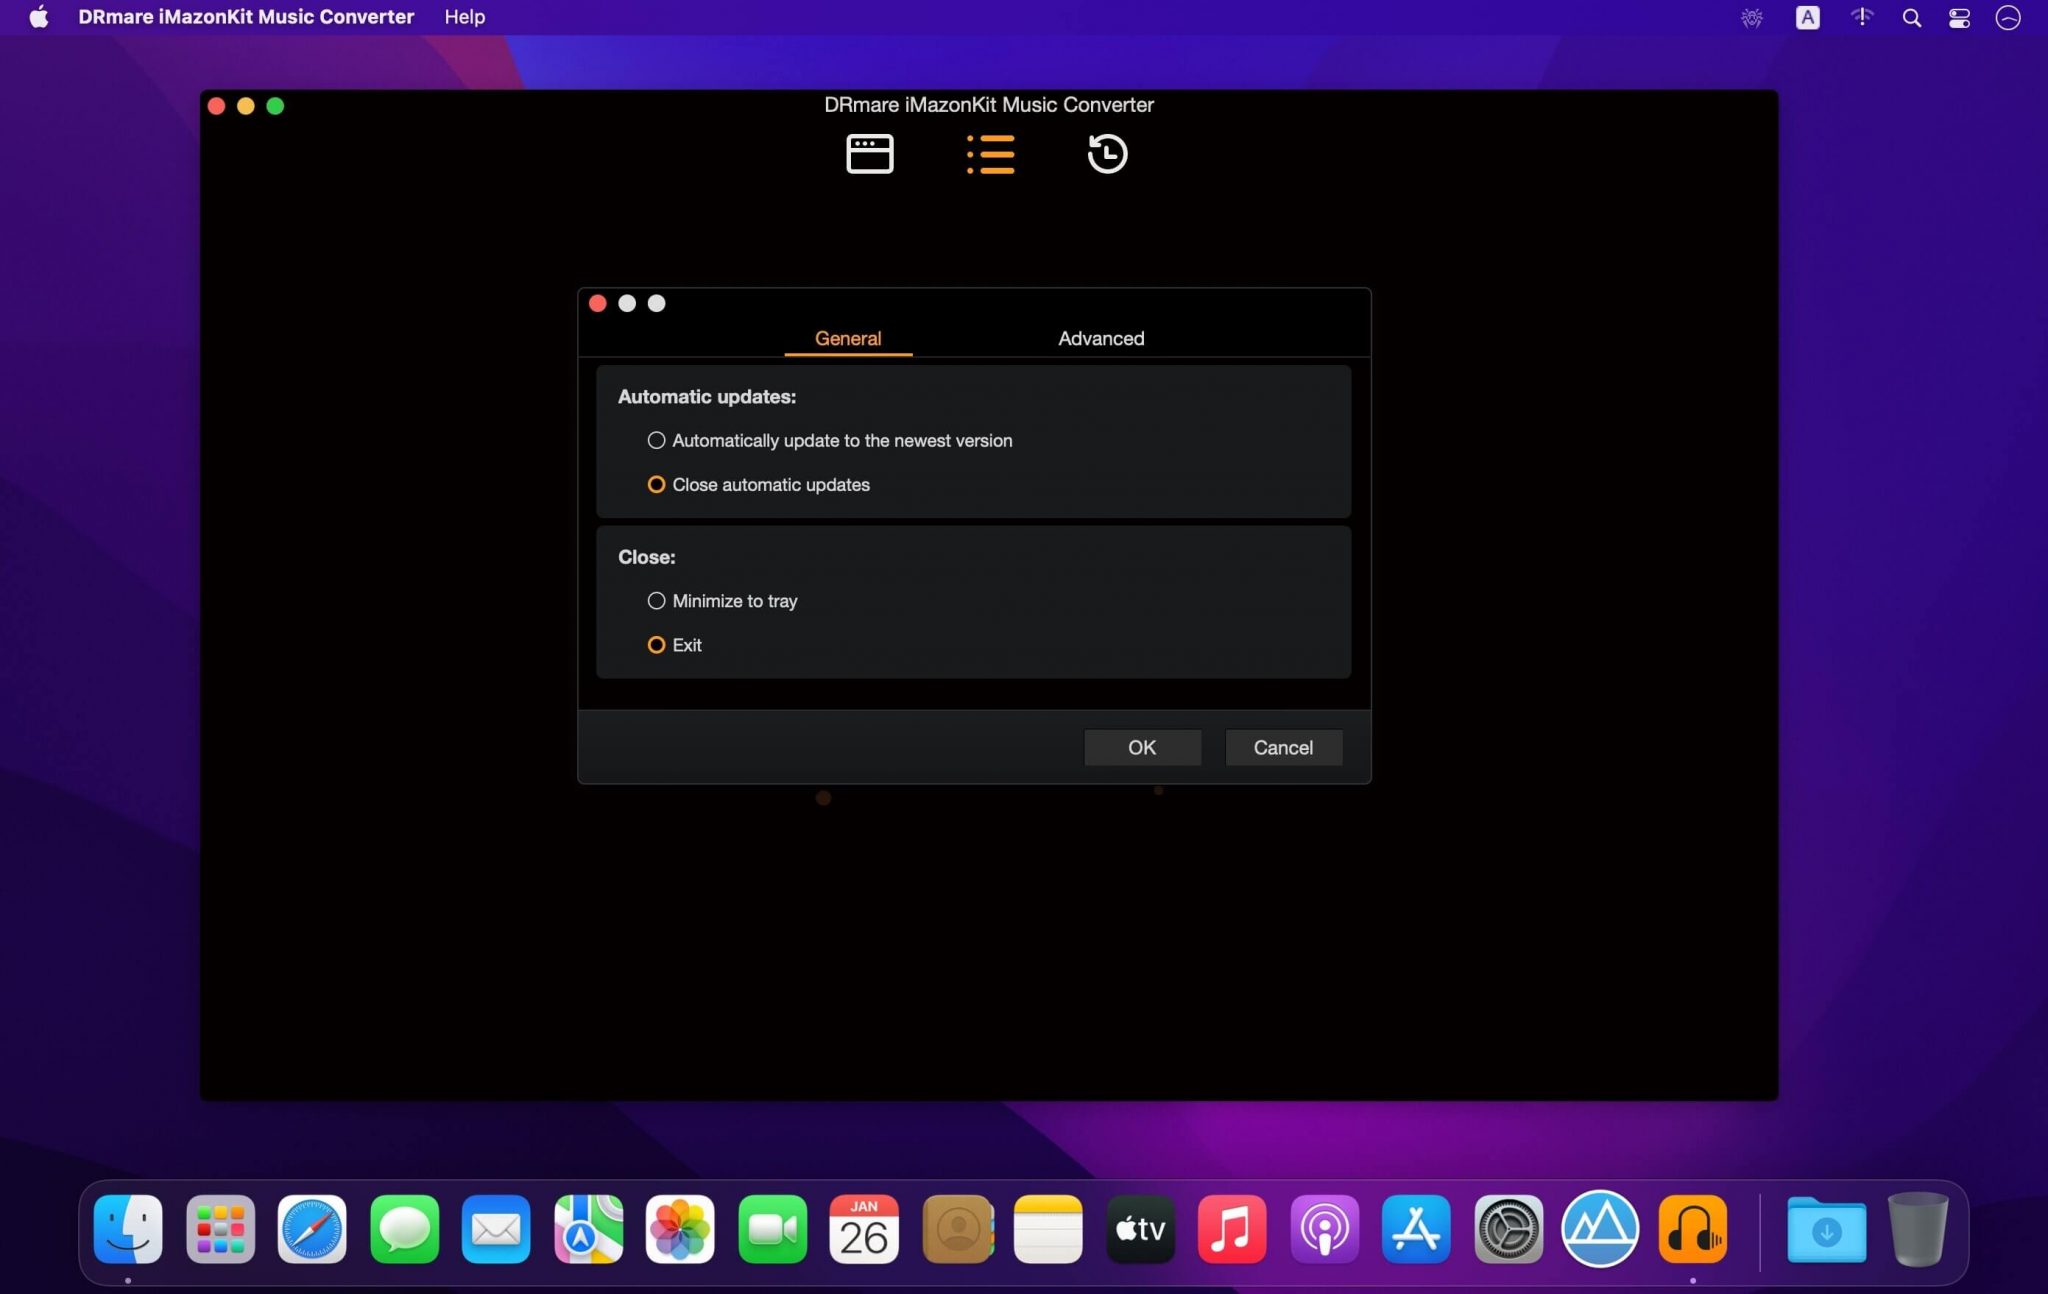 DRmare iMazonKit Music Converter Help A
DRmare iMazonKit Music Converter
General Advanced
Automatic updates:
Automatically update to the newest version
Close automatic updates
Close:
Minimize to tray
Exit
OK Cancel
JAN
26
tv